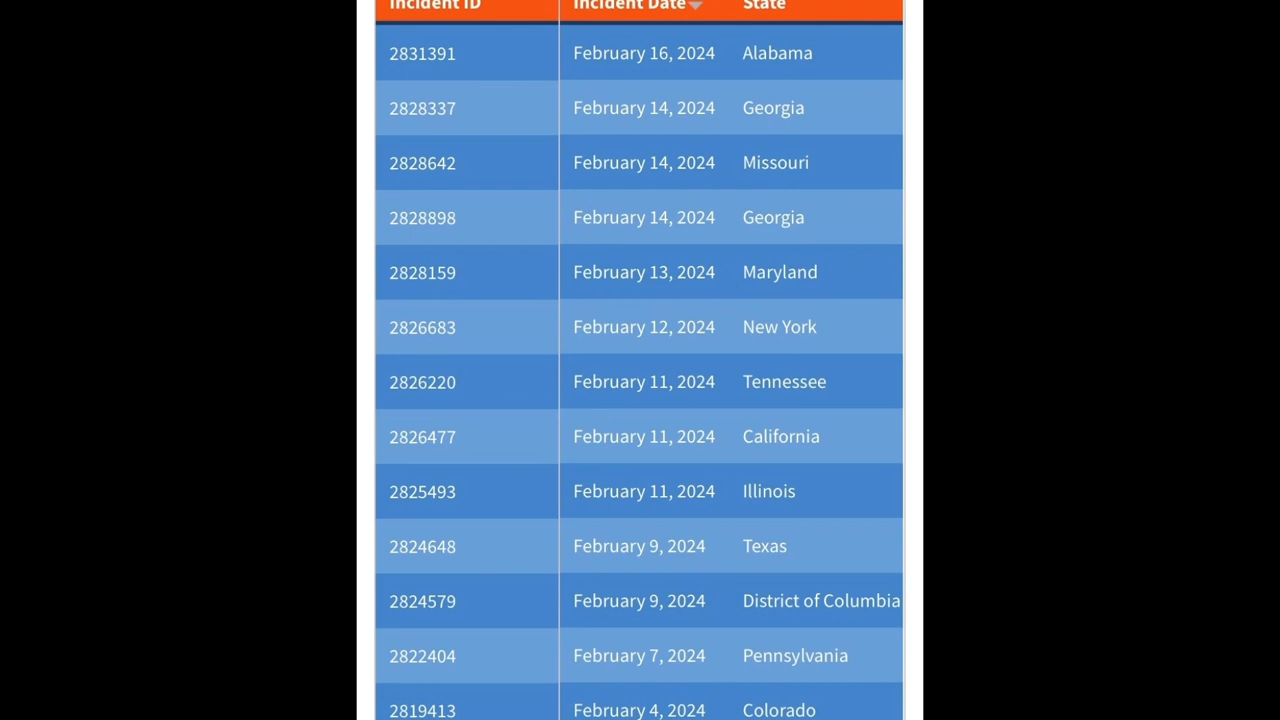 Incident ID Incident Date State
2831391 February 16, 2024 Alabama
2828337 February 14, 2024 Georgia
2828642 February 14, 2024 Missouri
2828898 February 14, 2024 Georgia
2828159 February 13, 2024 Maryland
2826683 February 12, 2024 New York
2826220 February 11, 2024 Tennessee
2826477 February 11, 2024 California
2825493 February 11, 2024 Illinois
2824648 February 9, 2024 Texas
2824579 February 9, 2024 District of Columbia
2822404 February 7, 2024 Pennsylvania
2819413 February 4, 2024 Colorado